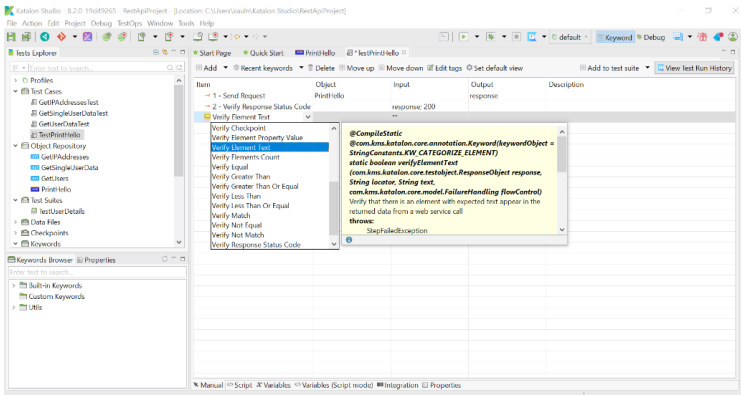 Katalon Studio - 8.2.0 RestApiProject - [Location: C:\Users\kaulm\Katalon Studio\RestApiProject]
File Action Edit Project Debug TestOps Window Tools Help
default Keyword Debug
Tests Explorer
Enter text to search...
Profiles
Test Cases
GetIPAddressesTest
GetSingleUserDataTest
GetUserDataTest
TestPrintHello
Object Repository
GetIPAddresses
GetSingleUserData
GetUsers
PrintHello
Test Suites
TestUserDetails
Data Files
Checkpoints
Keywords
Keywords Browser Properties
Enter text to search...
Built-in Keywords
Custom Keywords
Utils
Start Page Quick Start PrintHello *TestPrintHello
Add Recent keywords Delete Move up Move down Edit tags Set default view Add to test suite View Test Run History
Item Object Input Output Description
1 - Send Request PrintHello response
2 - Verify Response Status Code response; 200
Verify Element Text ""
Verify Checkpoint
Verify Element Property Value
Verify Element Text
Verify Elements Count
Verify Equal
Verify Greater Than
Verify Greater Than Or Equal
Verify Less Than
Verify Less Than Or Equal
Verify Match
Verify Not Equal
Verify Not Match
Verify Response Status Code
@CompileStatic
@com.kms.katalon.core.annotation.Keyword(keywordObject =
StringConstants.KW_CATEGORIZE_ELEMENT)
static boolean verifyElementText
(com.kms.katalon.core.testobject.ResponseObject response,
String locator, String text,
com.kms.katalon.core.model.FailureHandling flowControl)
Verify that there is an element with expected text appear in the
returned data from a web service call
throws:
StepFailedException
Manual Script Variables Variables (Script mode) Integration Properties